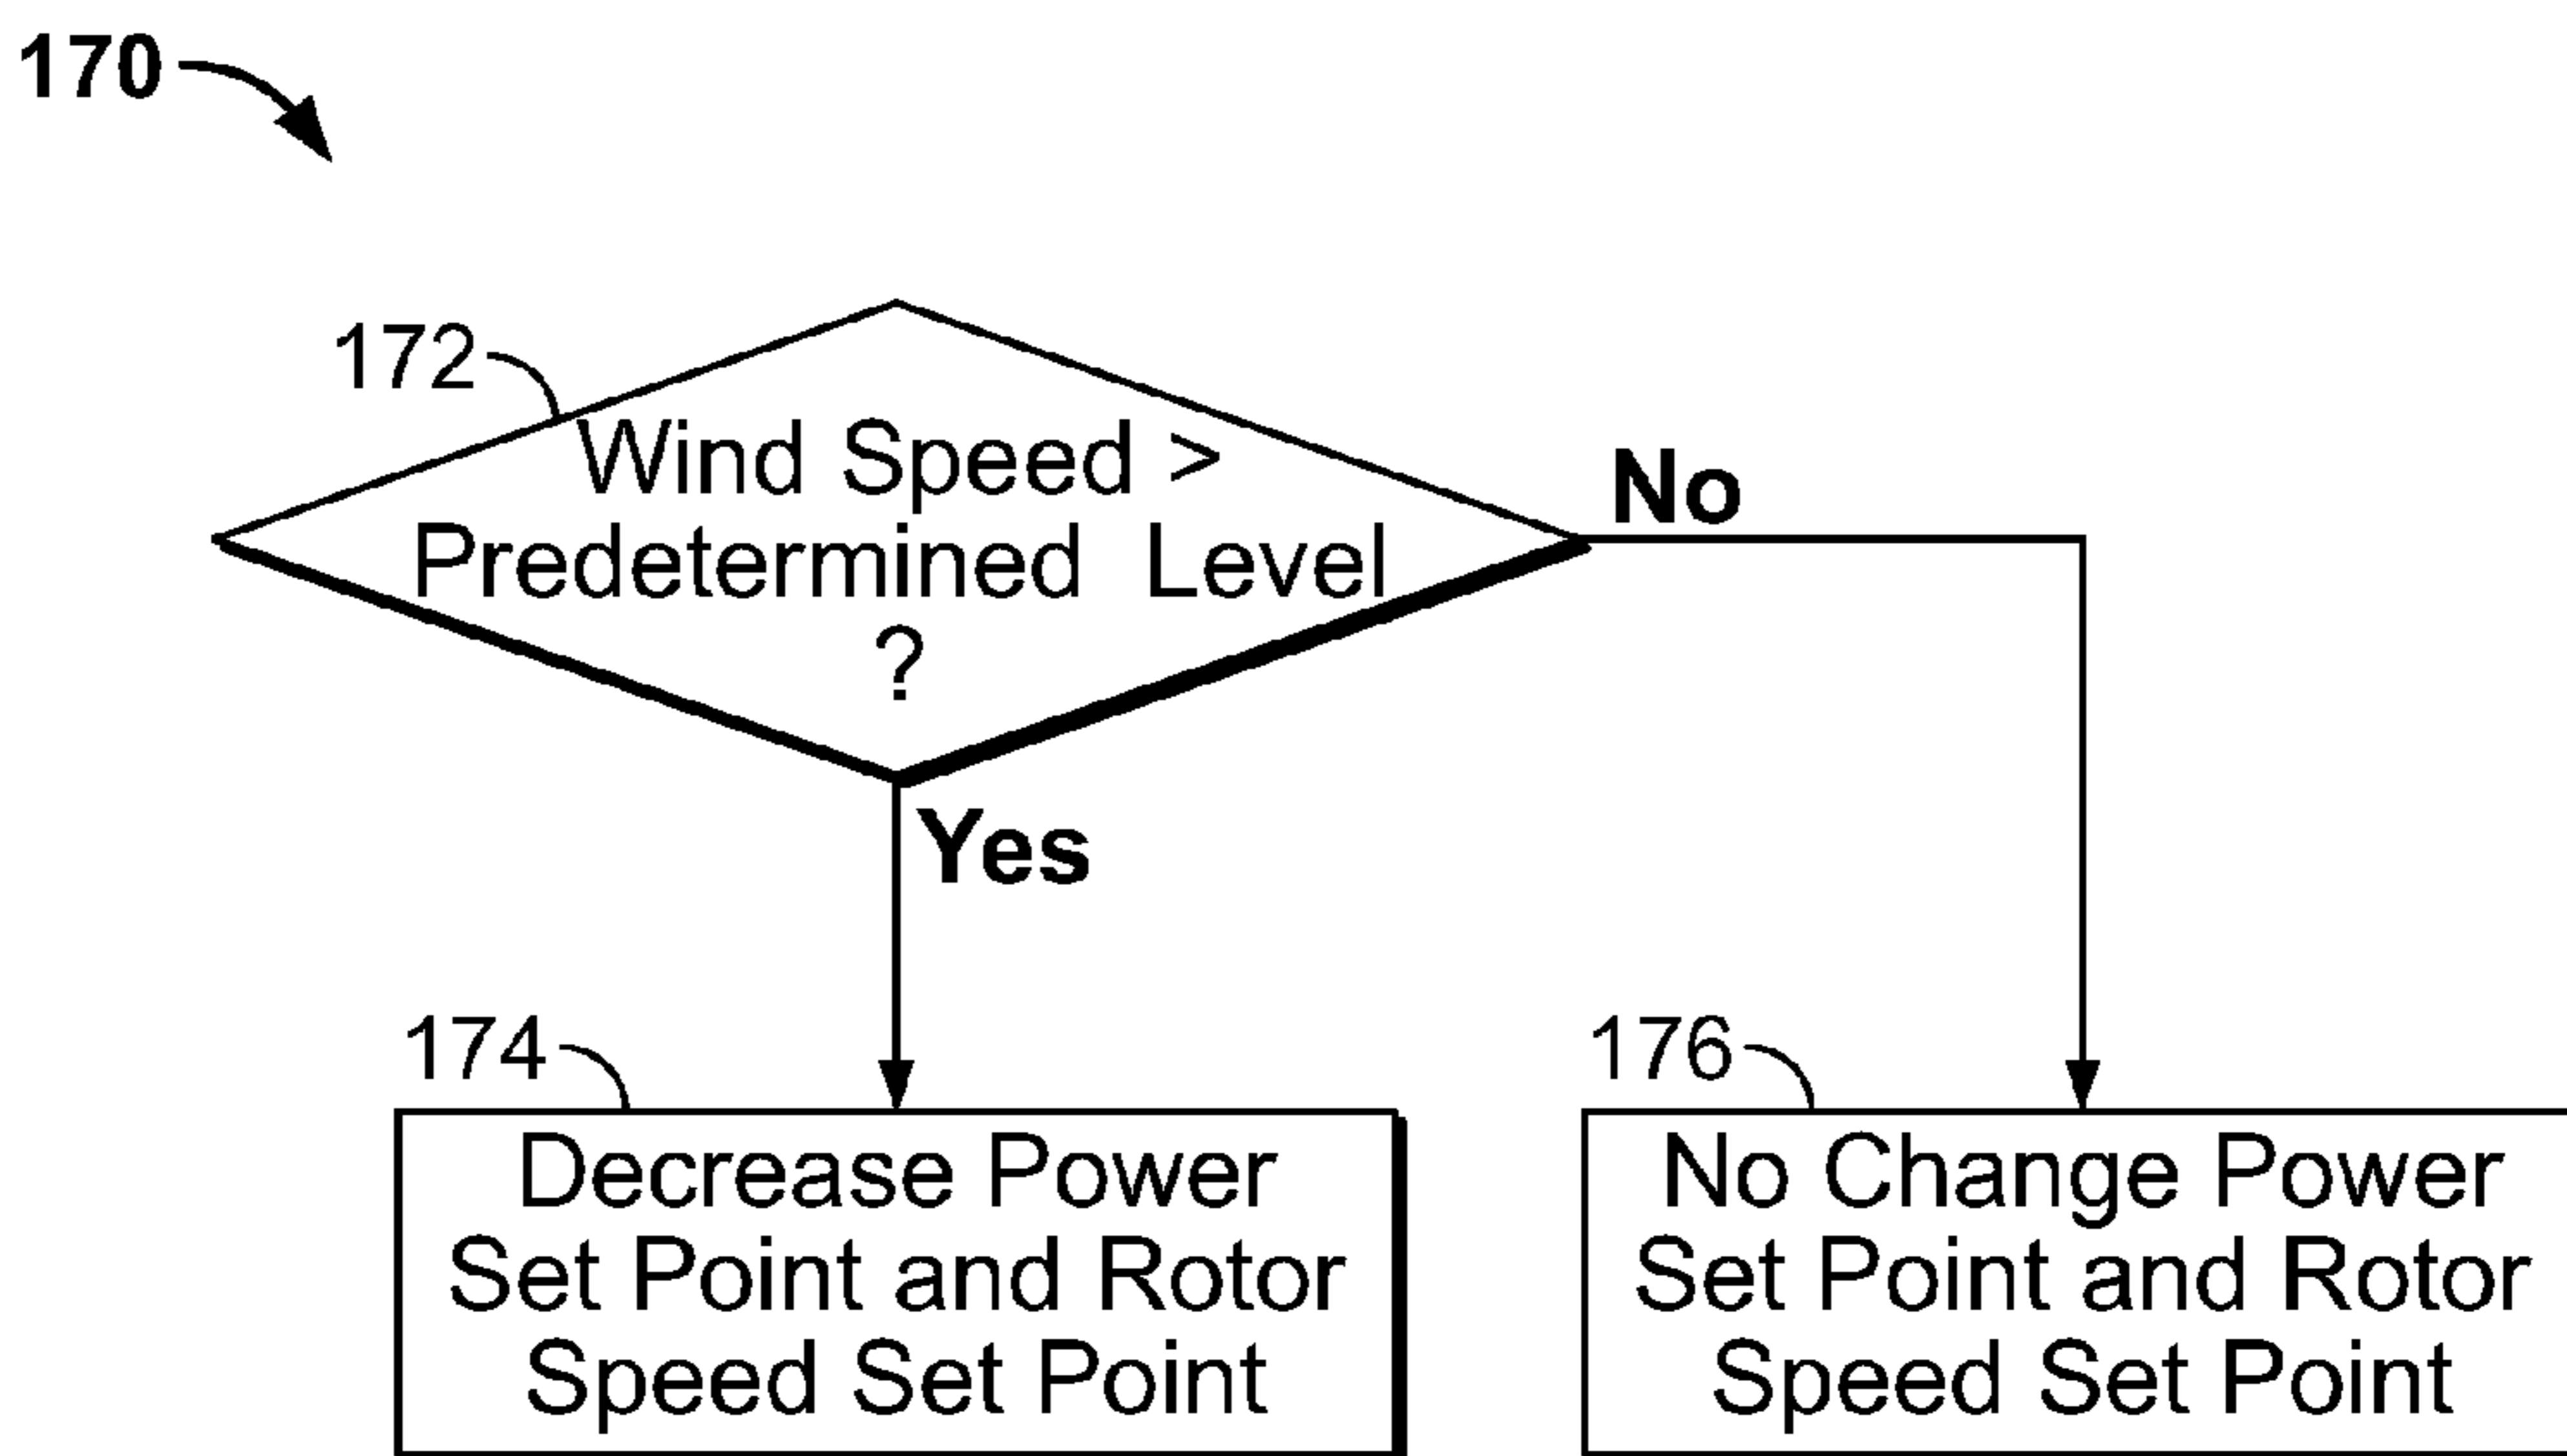 170
172
Wind Speed >
Predetermined Level
?
No
Yes
174
Decrease Power
Set Point and Rotor
Speed Set Point
176
No Change Power
Set Point and Rotor
Speed Set Point